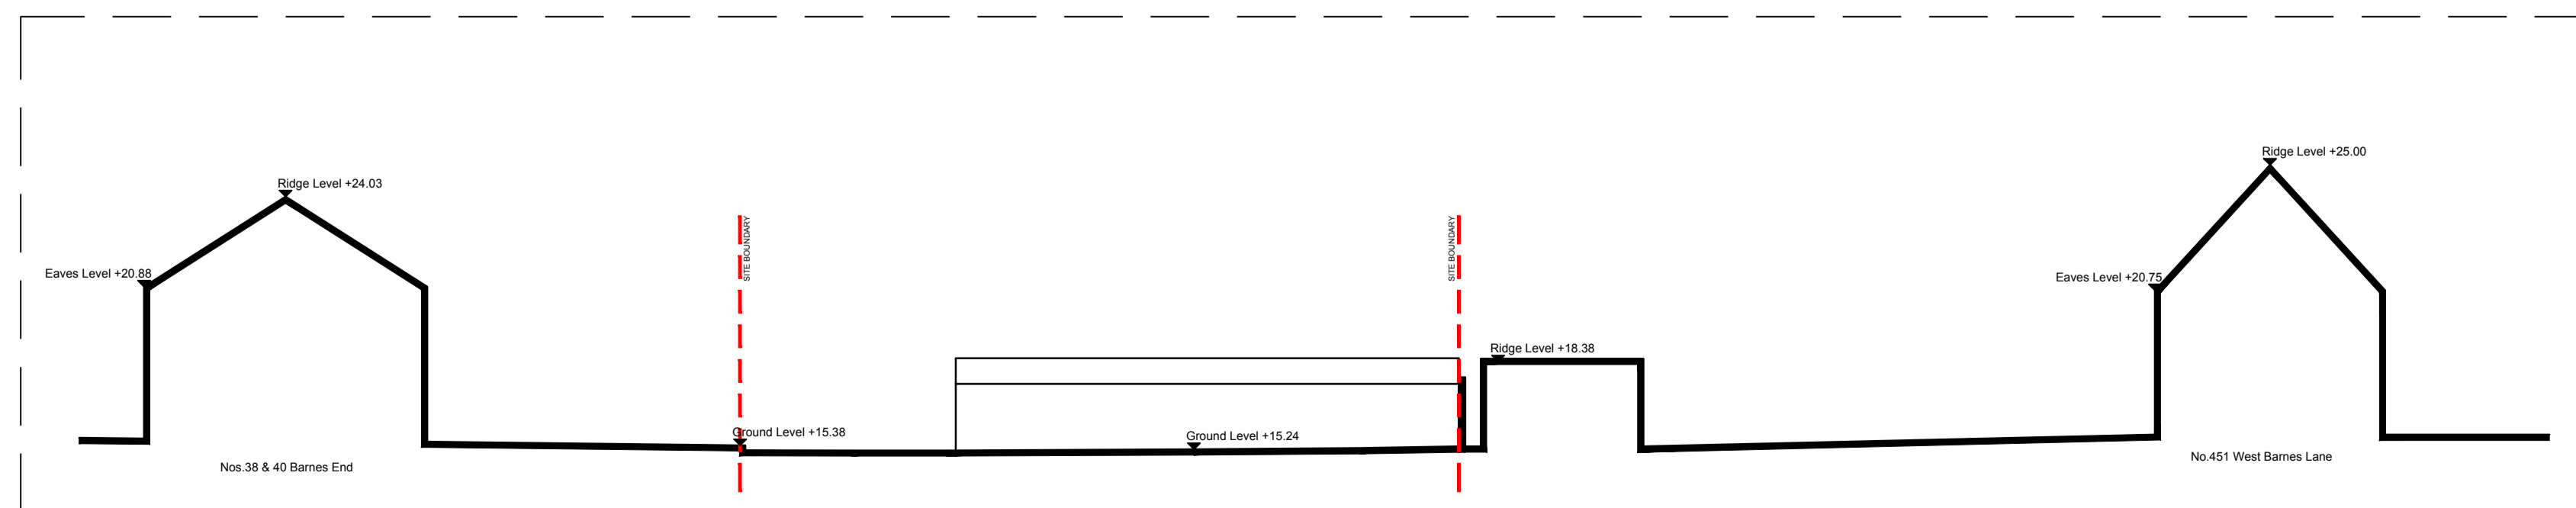 Ridge Level +25.00
Ridge Level +24.03
SITE BOUNDARY
SITE BOUNDARY
Eaves Level +20.88
Eaves Level +20.75
Ridge Level +18.38
Ground Level +15.38
Ground Level +15.24
Nos.38 & 40 Barnes End
No.451 West Barnes Lane